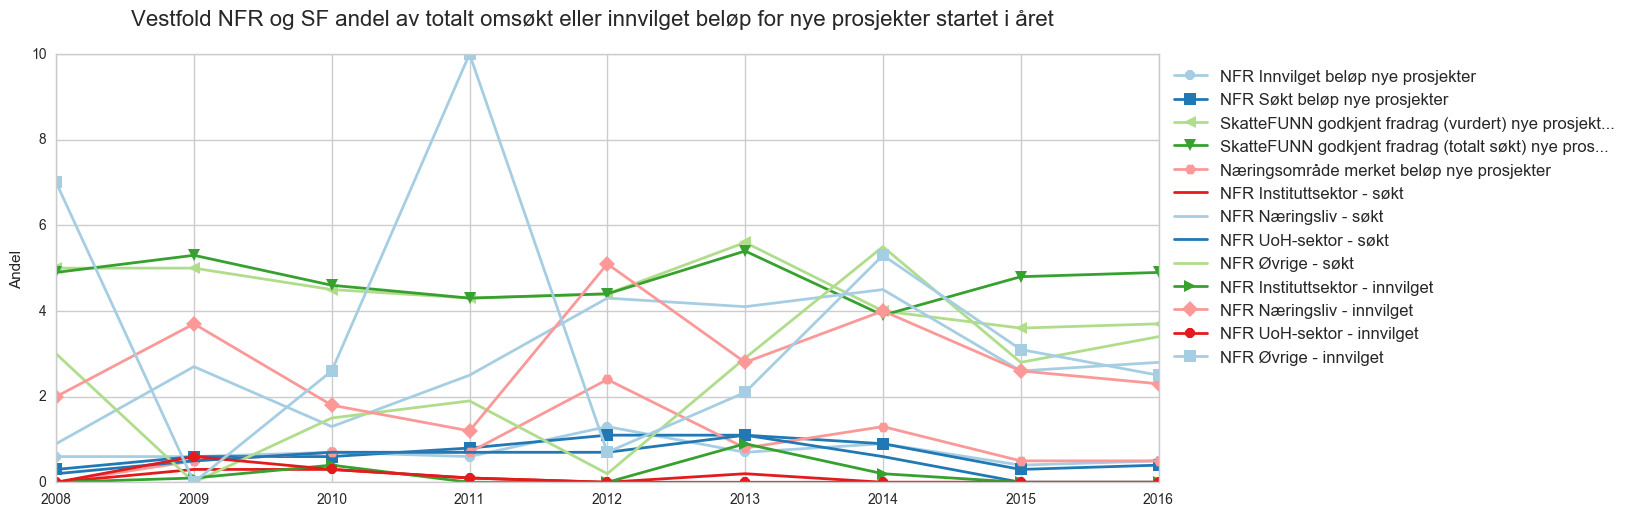 Vestfold NFR og SF andel av totalt omsøkt eller innvilget beløp for nye prosjekter startet i året
10
8
6
4
2
0
Andel
2008 2009 2010 2011 2012 2013 2014 2015 2016
NFR Innvilget beløp nye prosjekter
NFR Søkt beløp nye prosjekter
SkatteFUNN godkjent fradrag (vurdert) nye prosjekt...
SkatteFUNN godkjent fradrag (totalt søkt) nye pros...
Næringsområde merket beløp nye prosjekter
NFR Instituttsektor - søkt
NFR Næringsliv - søkt
NFR UoH-sektor - søkt
NFR Øvrige - søkt
NFR Instituttsektor - innvilget
NFR Næringsliv - innvilget
NFR UoH-sektor - innvilget
NFR Øvrige - innvilget